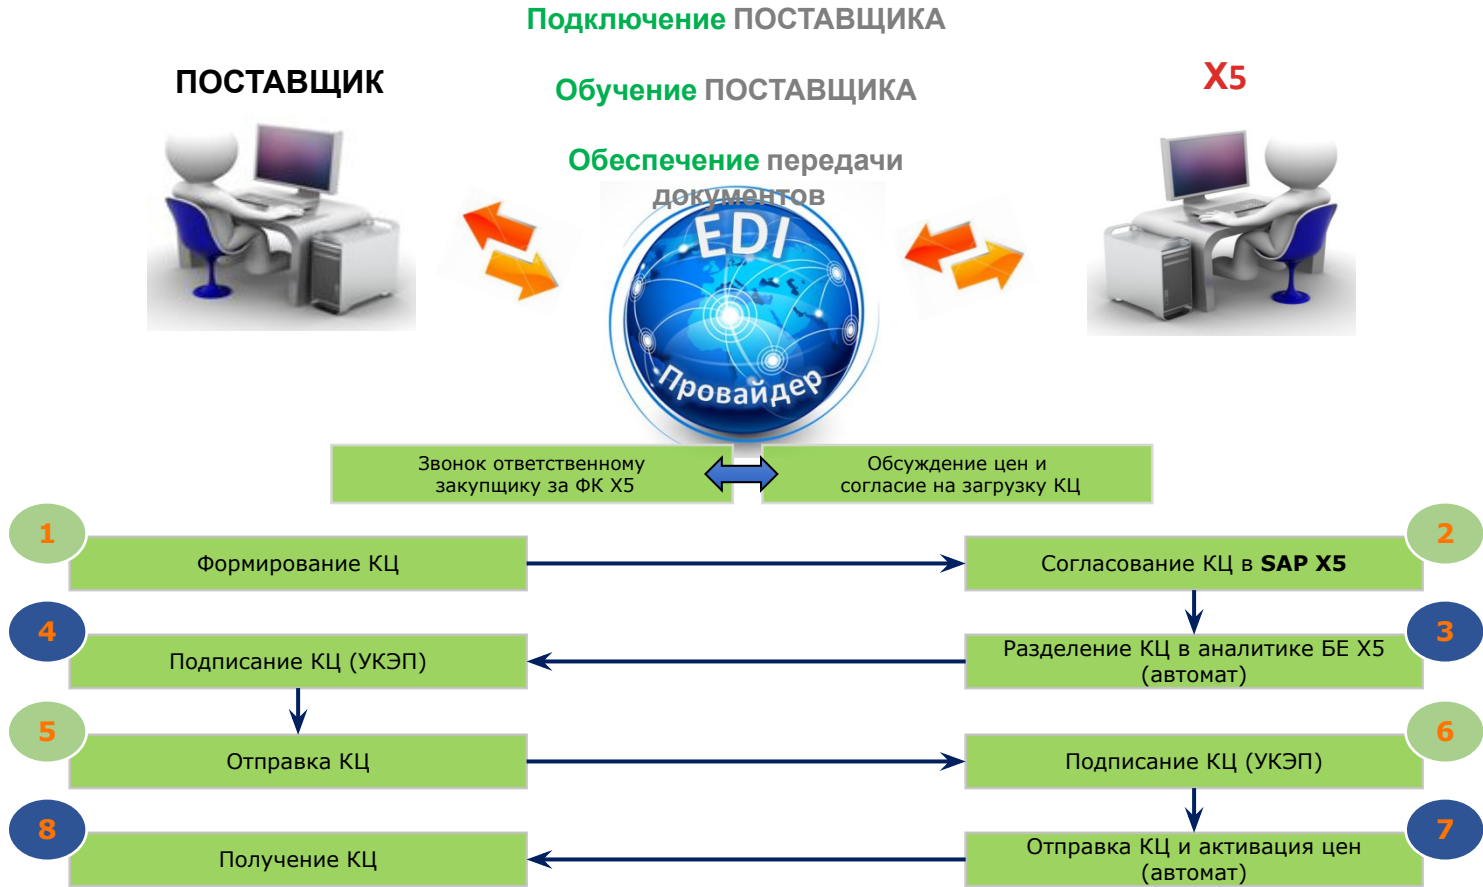 Подключение ПОСТАВЩИКА
ПОСТАВЩИК
Обучение ПОСТАВЩИКА
X5
Обеспечение передачи
документов
EDI
Провайдер
Звонок ответственному
закупщику за ФК X5
Обсуждение цен и
согласие на загрузку КЦ
1
Формирование КЦ
2
Согласование КЦ в SAP X5
4
Подписание КЦ (УКЭП)
3
Разделение КЦ в аналитике БЕ X5
(автомат)
5
Отправка КЦ
6
Подписание КЦ (УКЭП)
8
Получение КЦ
7
Отправка КЦ и активация цен
(автомат)